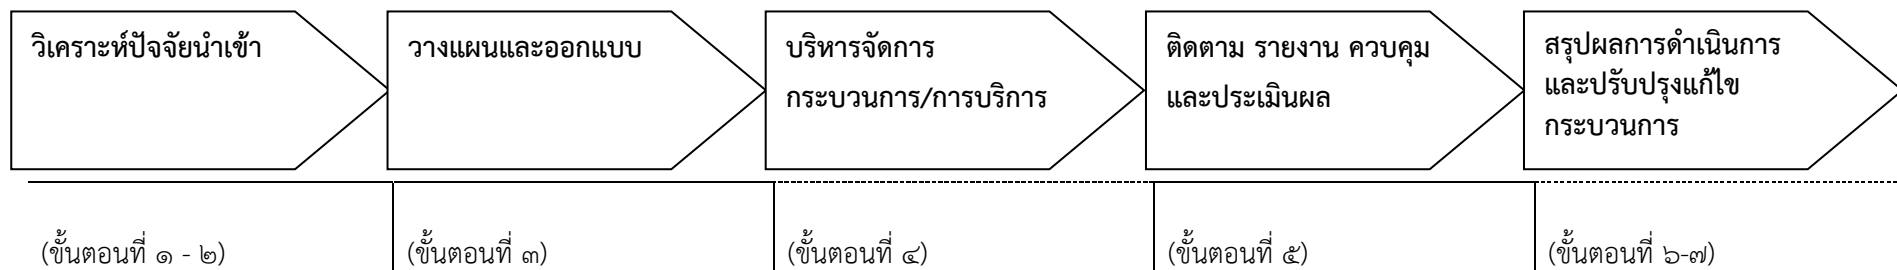 วิเคราะห์ปัจจัยนำเข้า
วางแผนและออกแบบ
บริหารจัดการ
กระบวนการ/การบริการ
ติดตาม รายงาน ควบคุม
และประเมินผล
สรุปผลการดำเนินการ
และปรับปรุงแก้ไข
กระบวนการ
(ขั้นตอนที่ ๑ - ๒)
(ขั้นตอนที่ ๓)
(ขั้นตอนที่ ๔)
(ขั้นตอนที่ ๕)
(ขั้นตอนที่ ๖-๗)